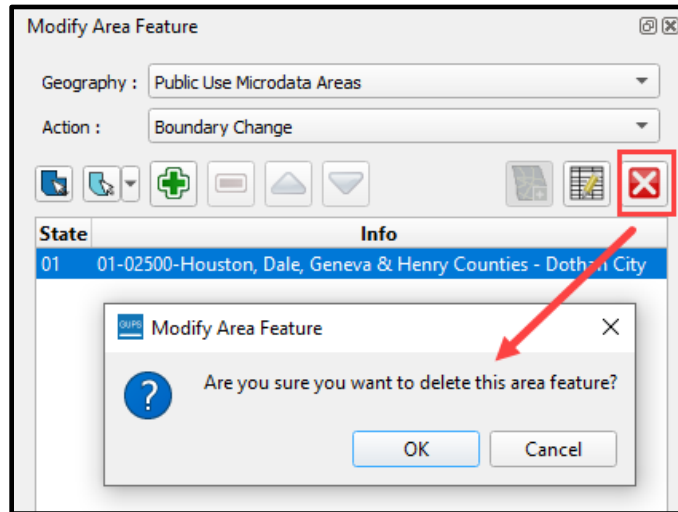 Modify Area Feature
Geography : Public Use Microdata Areas
Action : Boundary Change
State Info
01 01-02500-Houston, Dale, Geneva & Henry Counties - Dothan City
GUPS Modify Area Feature
Are you sure you want to delete this area feature?
OK Cancel